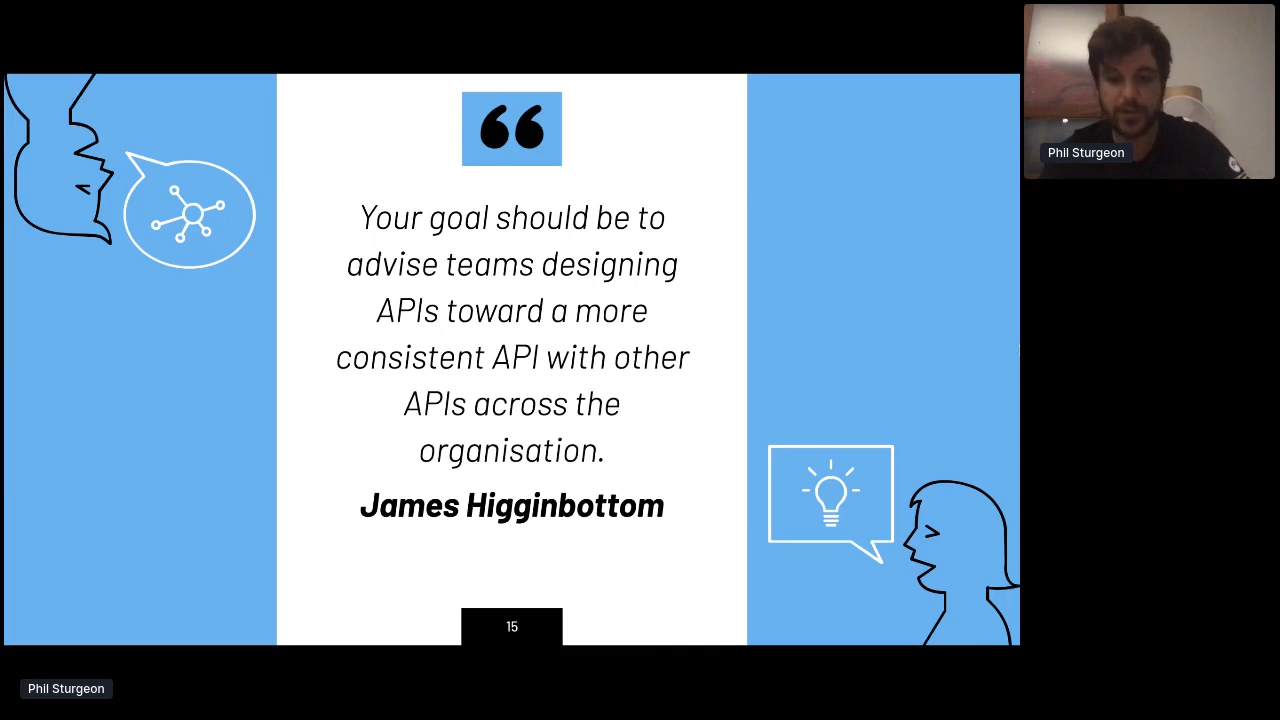 Phil Sturgeon
“
Your goal should be to
advise teams designing
APIs toward a more
consistent API with other
APIs across the
organisation.
James Higginbottom
15
Phil Sturgeon